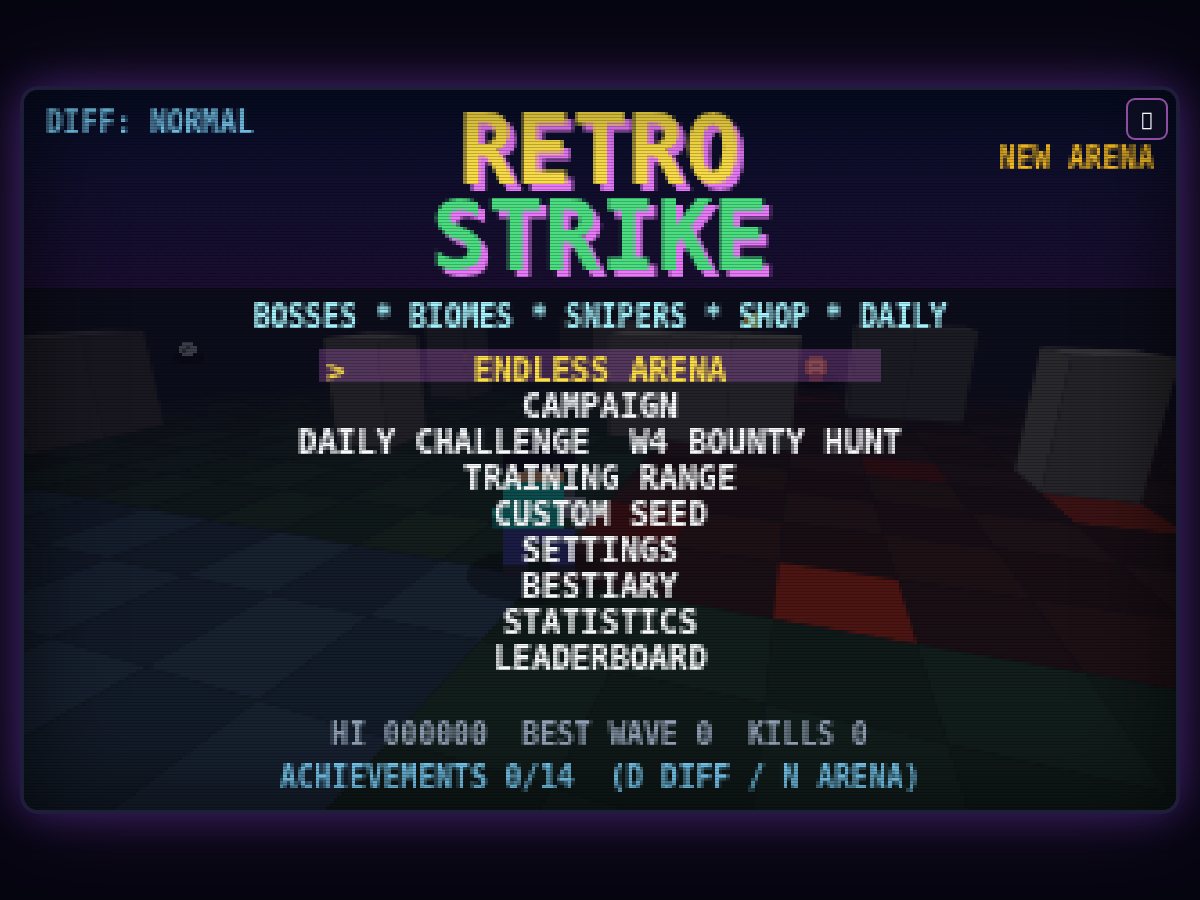 DIFF: NORMAL
NEW ARENA
RETRO
STRIKE
BOSSES * BIOMES * SNIPERS * SHOP * DAILY
> ENDLESS ARENA
CAMPAIGN
DAILY CHALLENGE W4 BOUNTY HUNT
TRAINING RANGE
CUSTOM SEED
SETTINGS
BESTIARY
STATISTICS
LEADERBOARD
HI 000000 BEST WAVE 0 KILLS 0
ACHIEVEMENTS 0/14 (D DIFF / N ARENA)